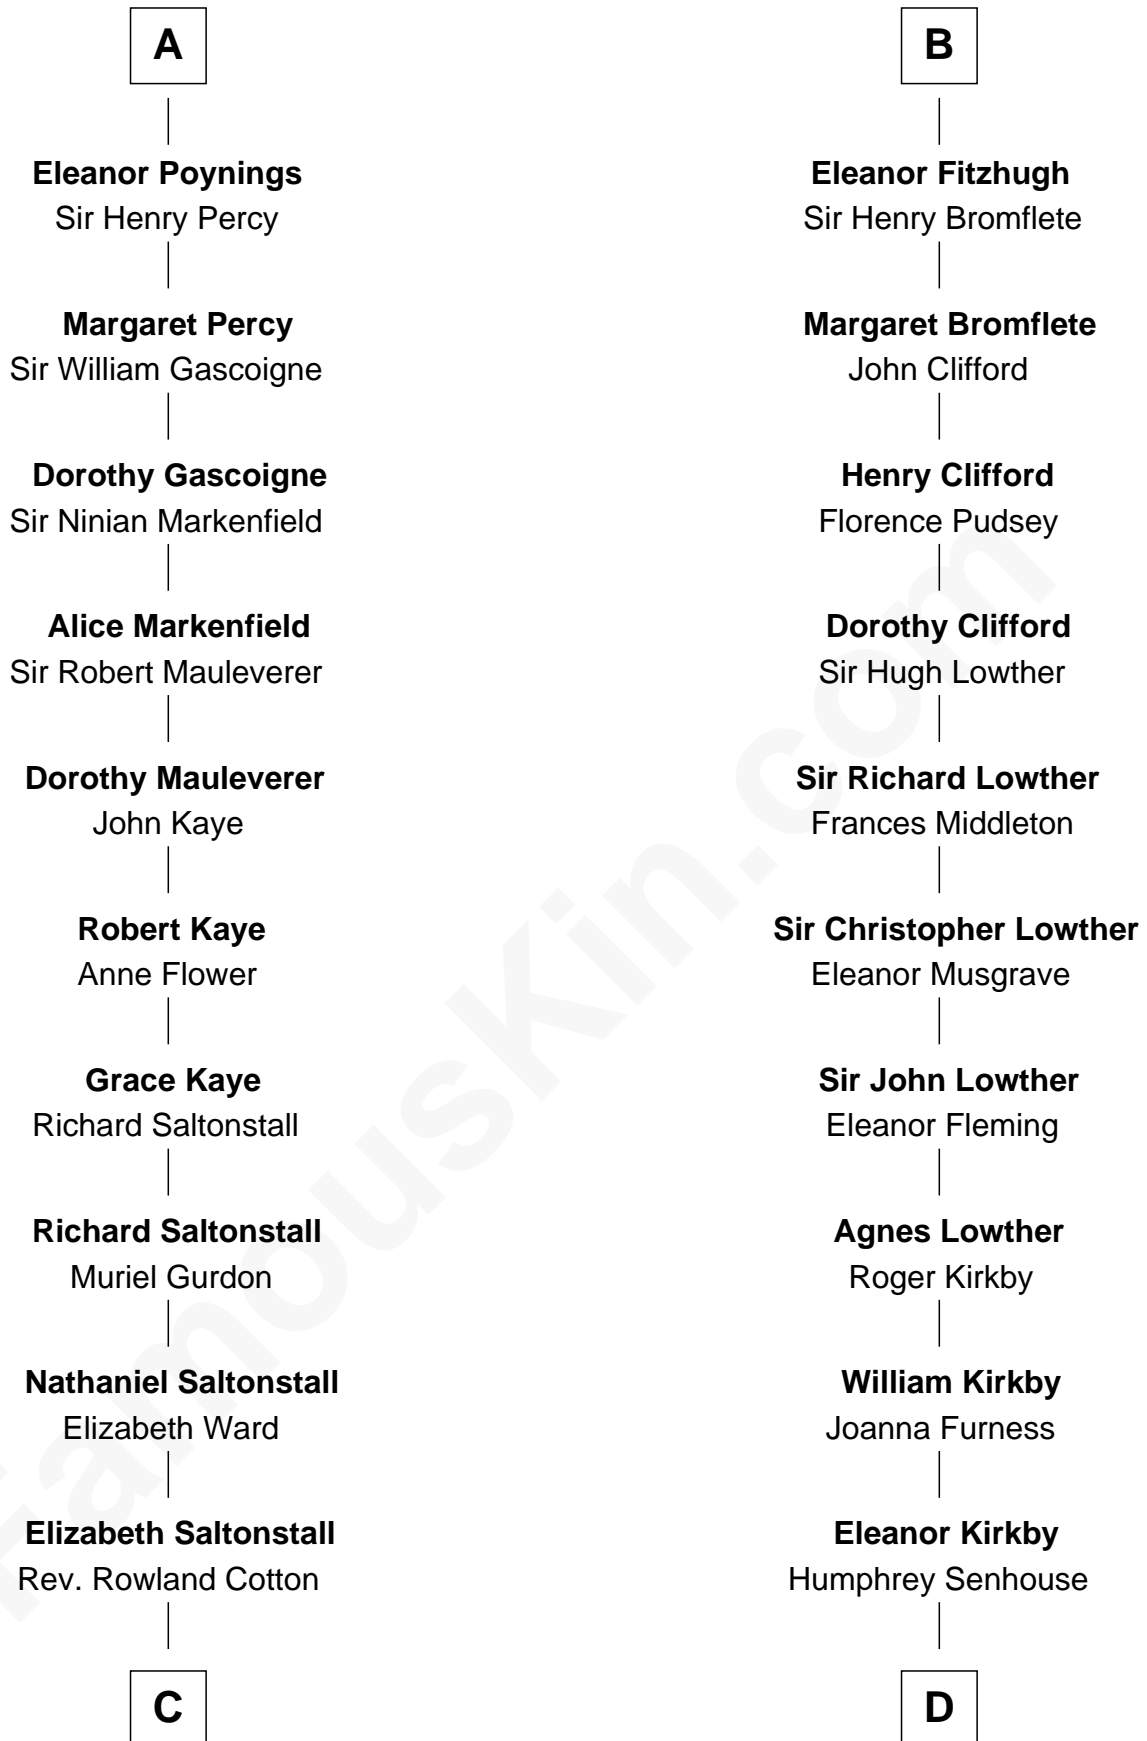 A
Eleanor Poynings
Sir Henry Percy
Margaret Percy
Sir William Gascoigne
Dorothy Gascoigne
Sir Ninian Markenfield
Alice Markenfield
Sir Robert Mauleverer
Dorothy Mauleverer
John Kaye
Robert Kaye
Anne Flower
Grace Kaye
Richard Saltonstall
Richard Saltonstall
Muriel Gurdon
Nathaniel Saltonstall
Elizabeth Ward
Elizabeth Saltonstall
Rev. Rowland Cotton
C
B
Eleanor Fitzhugh
Sir Henry Bromflete
Margaret Bromflete
John Clifford
Henry Clifford
Florence Pudsey
Dorothy Clifford
Sir Hugh Lowther
Sir Richard Lowther
Frances Middleton
Sir Christopher Lowther
Eleanor Musgrave
Sir John Lowther
Eleanor Fleming
Agnes Lowther
Roger Kirkby
William Kirkby
Joanna Furness
Eleanor Kirkby
Humphrey Senhouse
D
FamousKin.com